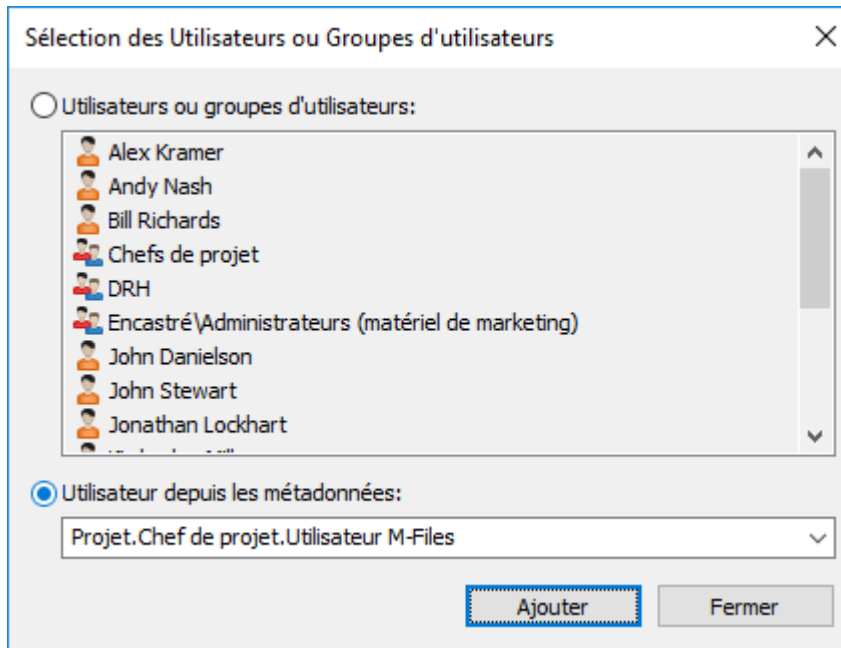 Sélection des Utilisateurs ou Groupes d'utilisateurs
Utilisateurs ou groupes d'utilisateurs:
Alex Kramer
Andy Nash
Bill Richards
Chefs de projet
DRH
Encastré\Administrateurs (matériel de marketing)
John Danielson
John Stewart
Jonathan Lockhart
Utilisateur depuis les métadonnées:
Projet.Chef de projet.Utilisateur M-Files
Ajouter
Fermer